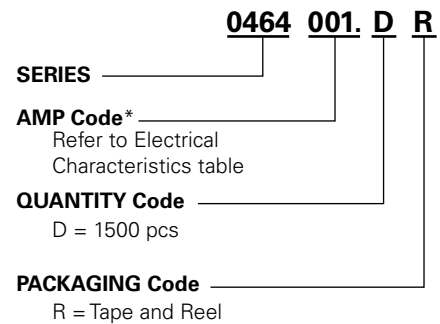 0464 001. D R
SERIES
AMP Code*
Refer to Electrical
Characteristics table
QUANTITY Code
D = 1500 pcs
PACKAGING Code
R = Tape and Reel